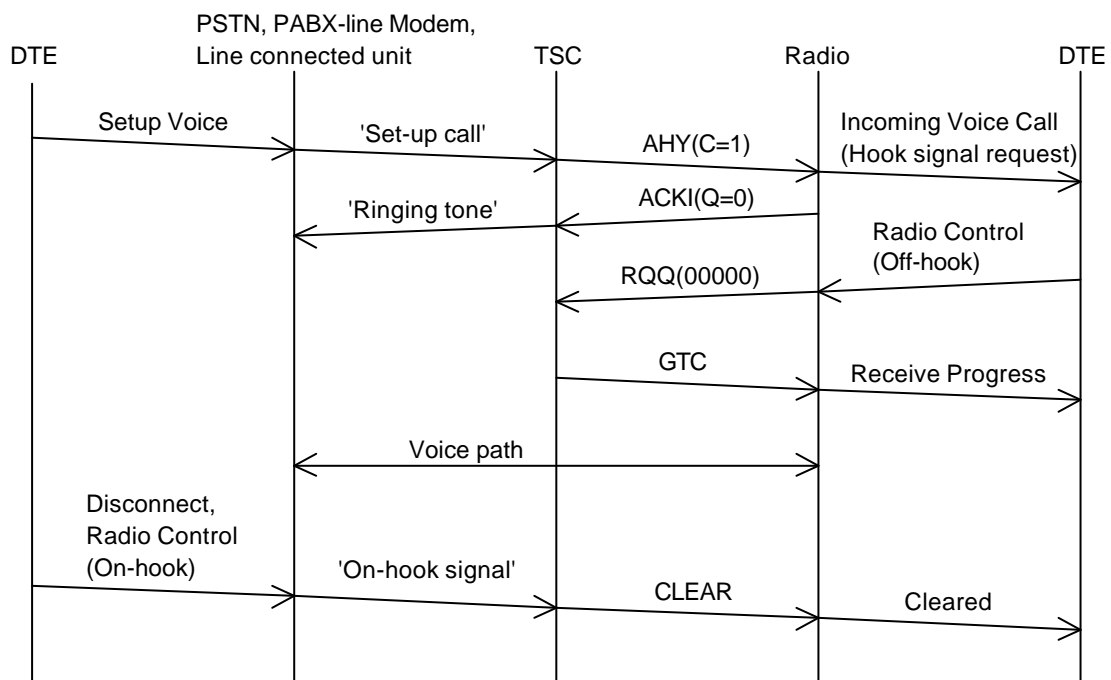 PSTN, PABX-line Modem,
DTE
Line connected unit
TSC
Radio
DTE
Setup Voice
'Set-up call'
AHY(C=1)
Incoming Voice Call
(Hook signal request)
'Ringing tone'
ACKI(Q=0)
Radio Control
(Off-hook)
RQQ(00000)
GTC
Receive Progress
Voice path
Disconnect,
Radio Control
(On-hook)
'On-hook signal'
CLEAR
Cleared